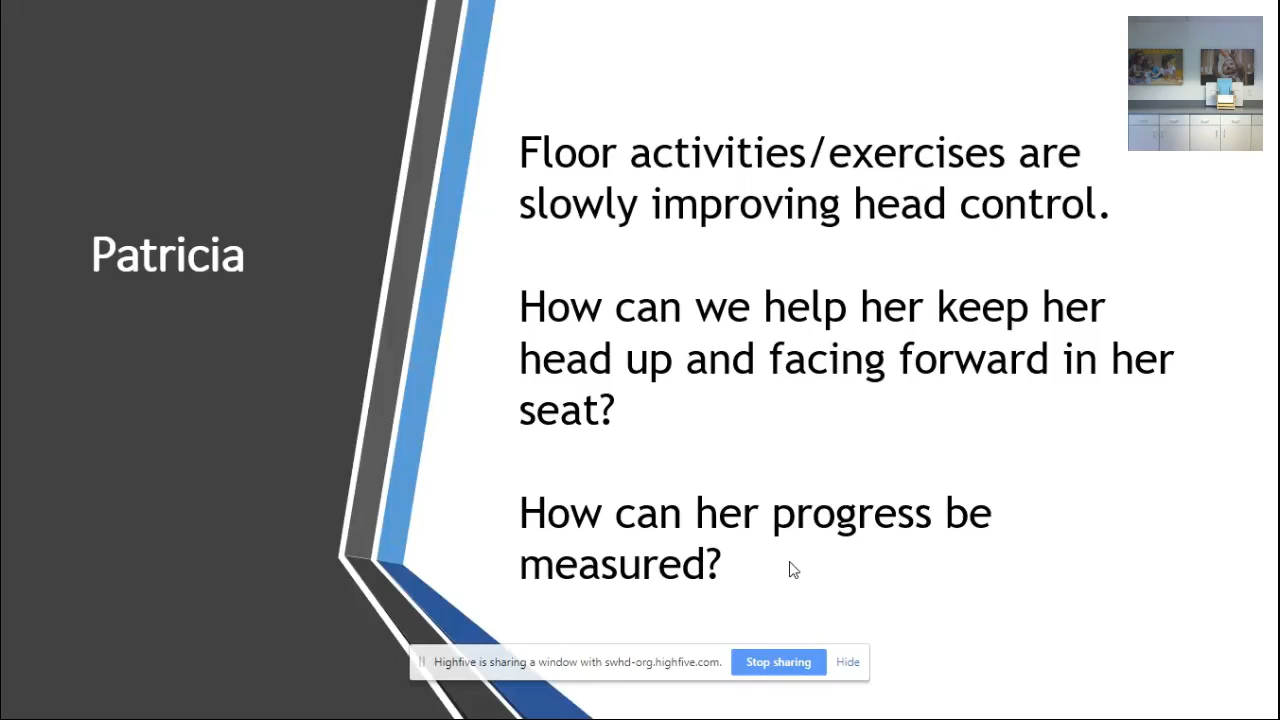 Patricia
Floor activities/exercises are
slowly improving head control.
How can we help her keep her
head up and facing forward in her
seat?
How can her progress be
measured?
Highfive is sharing a window with swhd-org.highfive.com.
Stop sharing
Hide